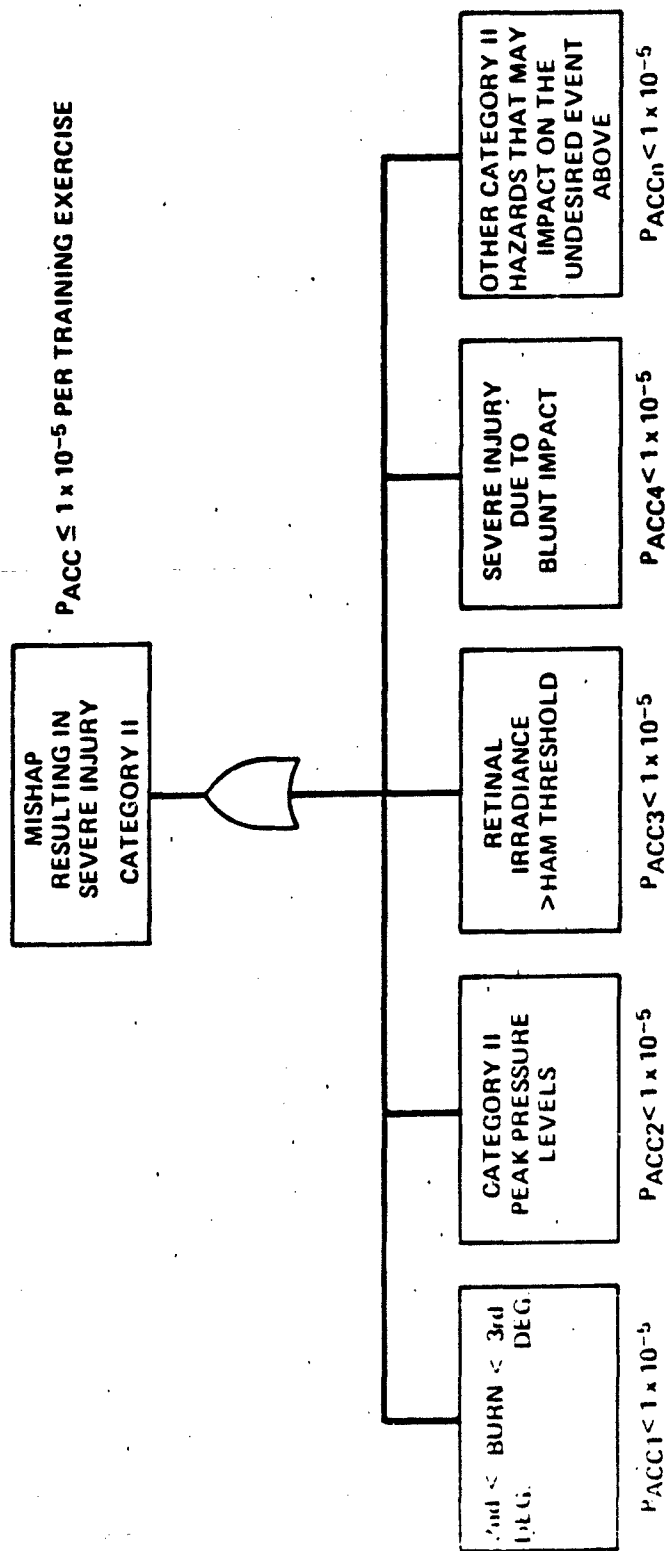 MISHAP
RESULTING IN
SEVERE INJURY
CATEGORY II
PACC ≤ 1 x 10⁻⁵ PER TRAINING EXERCISE
2nd < BURN < 3rd
DEG. DEG.
PACC1 < 1 x 10⁻⁵
CATEGORY II
PEAK PRESSURE
LEVELS
PACC2 < 1 x 10⁻⁵
RETINAL
IRRADIANCE
>HAM THRESHOLD
PACC3 < 1 x 10⁻⁵
SEVERE INJURY
DUE TO
BLUNT IMPACT
PACC4 < 1 x 10⁻⁵
OTHER CATEGORY II
HAZARDS THAT MAY
IMPACT ON THE
UNDESIRED EVENT
ABOVE
PACCn < 1 x 10⁻⁵